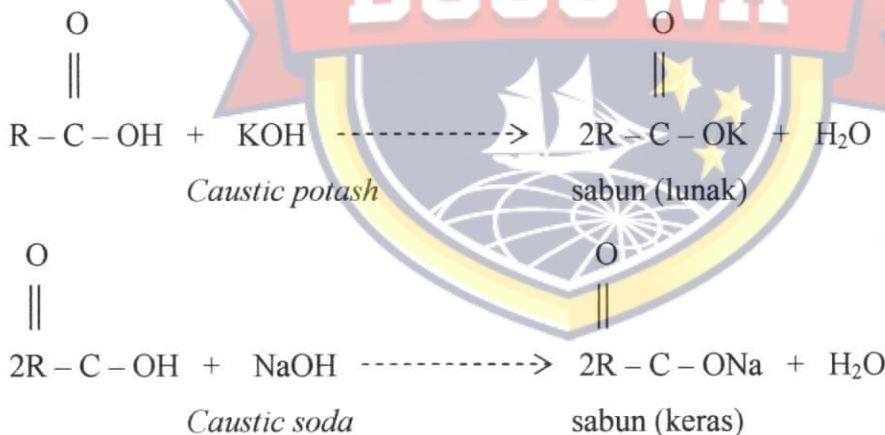 O O
|| ||
R – C – OH + KOH -----------> 2R – C – OK + H₂O
Caustic potash sabun (lunak)
O O
|| ||
2R – C – OH + NaOH -----------> 2R – C – ONa + H₂O
Caustic soda sabun (keras)